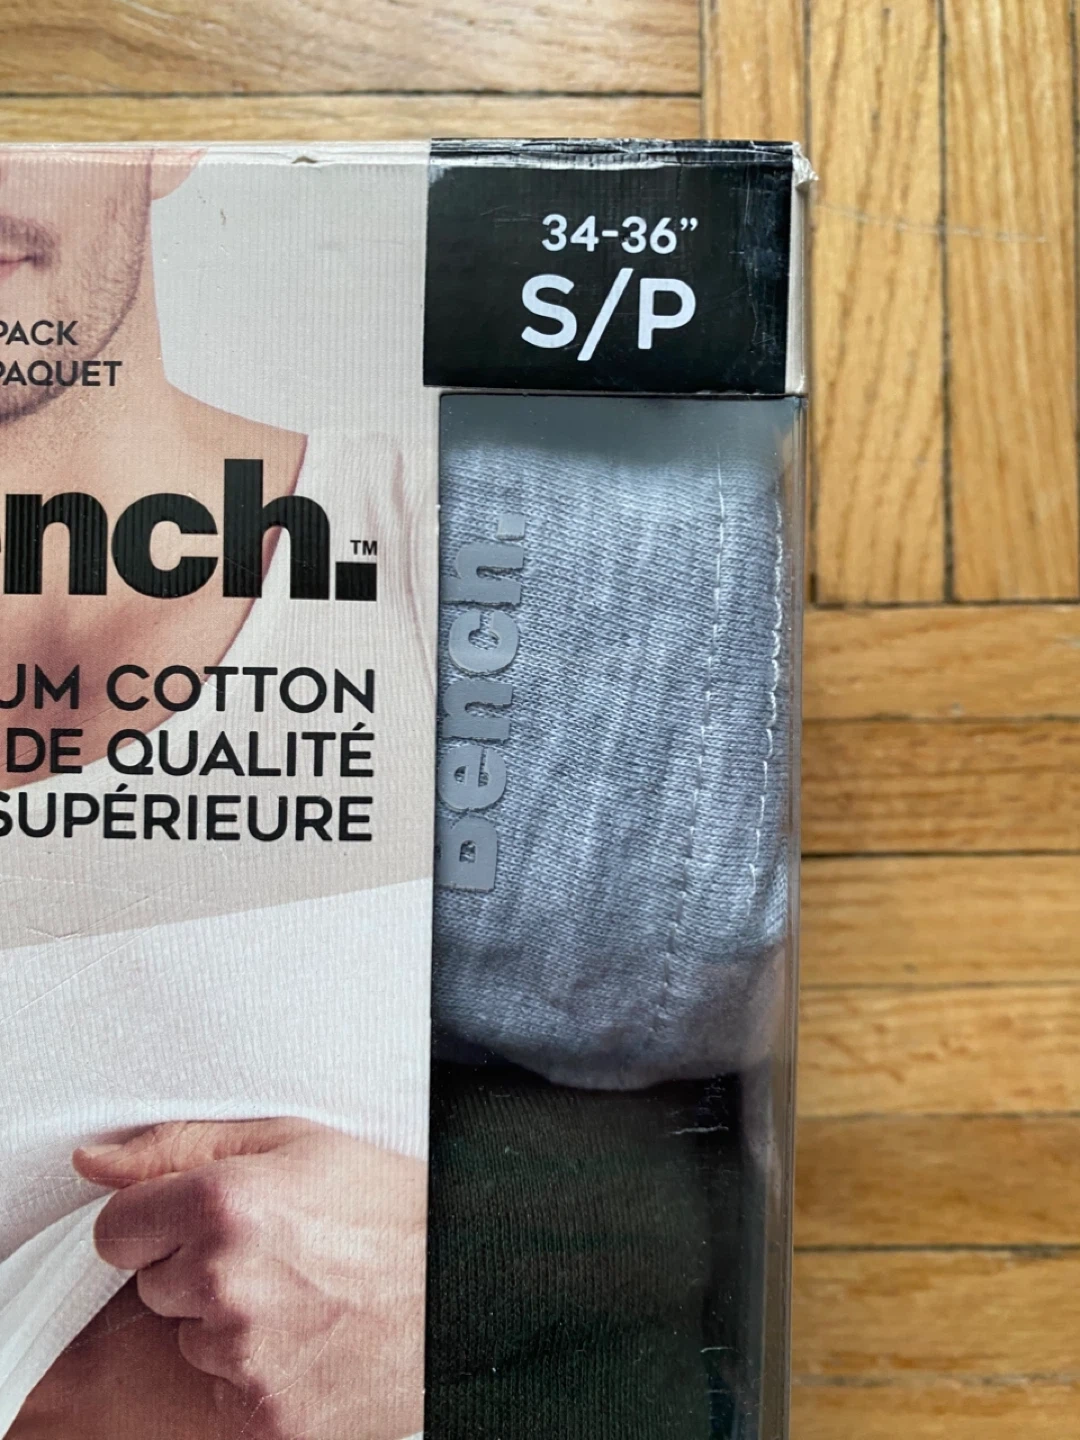 34-36”
S/P
PACK
PAQUET
ench.™
UM COTTON
DE QUALITÉ
SUPÉRIEURE
Bench.